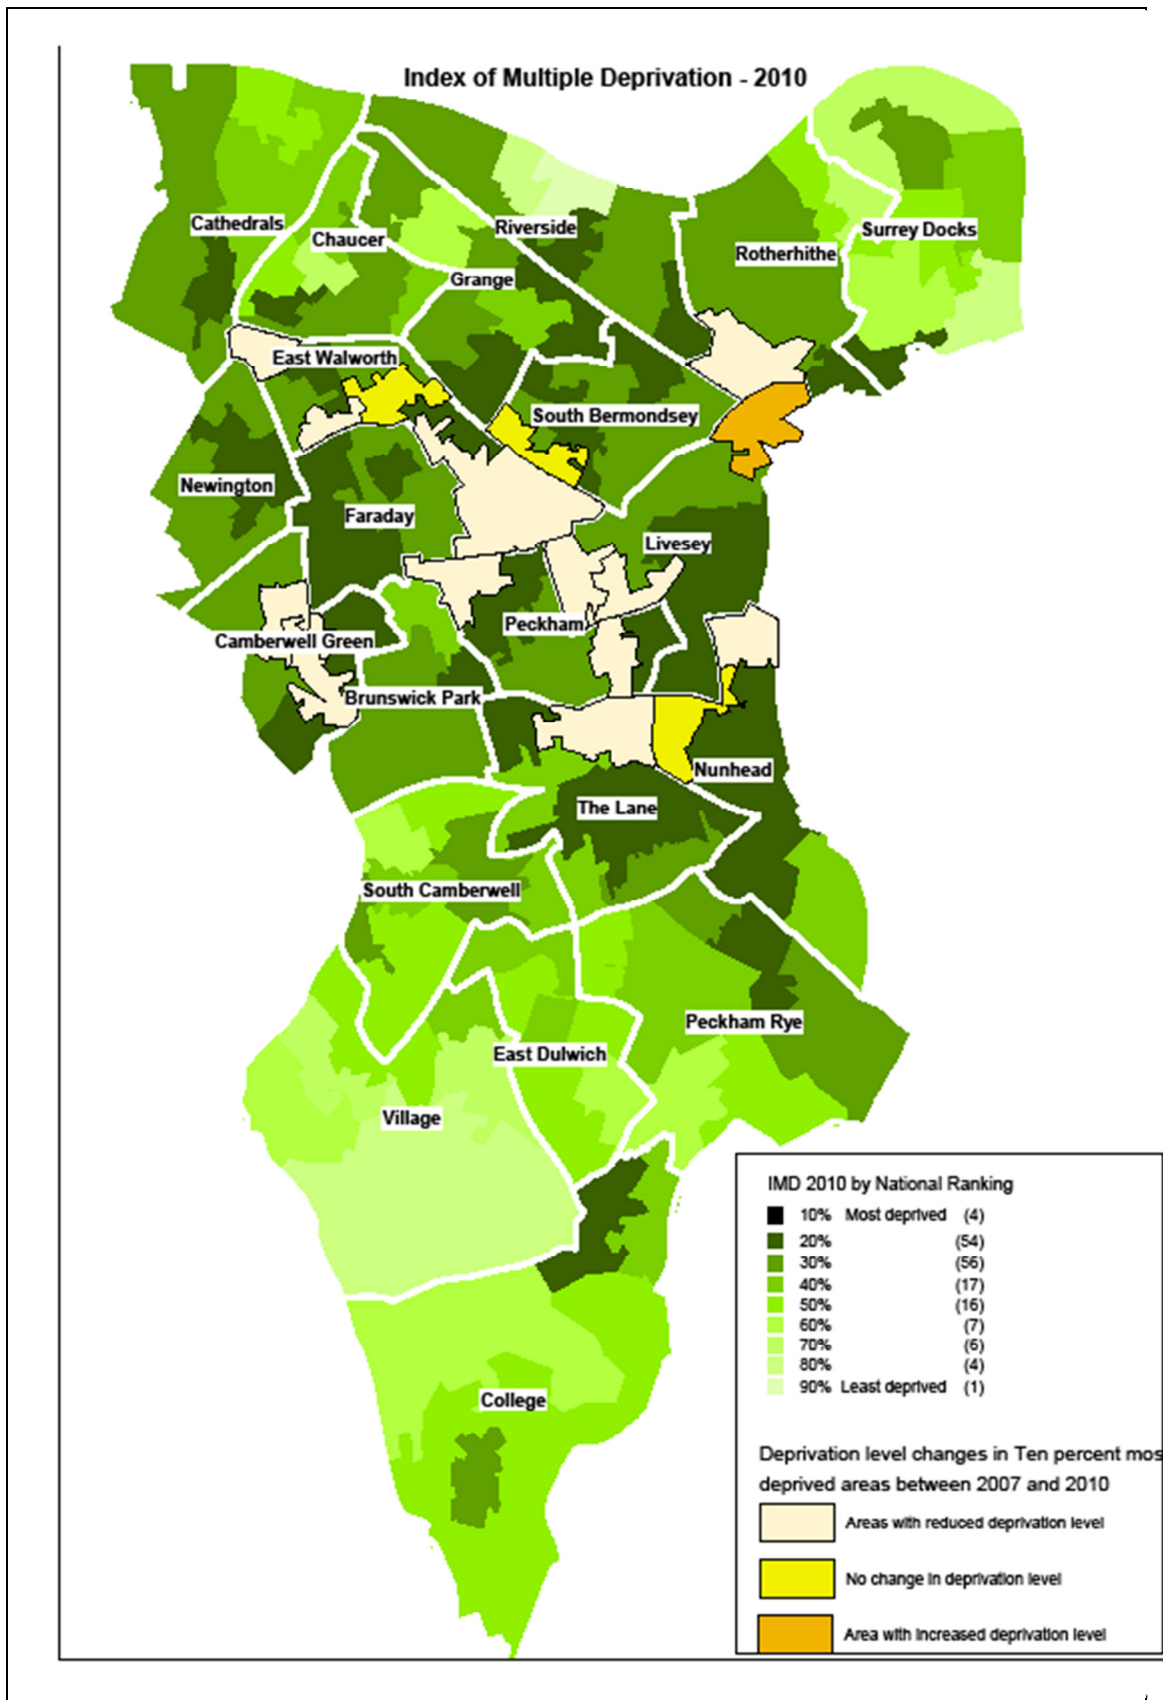 Index of Multiple Deprivation - 2010
Cathedrals
Chaucer
Riverside
Surrey Docks
Rotherhithe
Grange
East Walworth
South Bermondsey
Newington
Faraday
Livesey
Peckham
Camberwell Green
Brunswick Park
Nunhead
The Lane
South Camberwell
Peckham Rye
East Dulwich
Village
College
IMD 2010 by National Ranking
10% Most deprived (4)
20% (54)
30% (56)
40% (17)
50% (16)
60% (7)
70% (6)
80% (4)
90% Least deprived (1)
Deprivation level changes in Ten percent mos
deprived areas between 2007 and 2010
Areas with reduced deprivation level
No change in deprivation level
Area with increased deprivation level